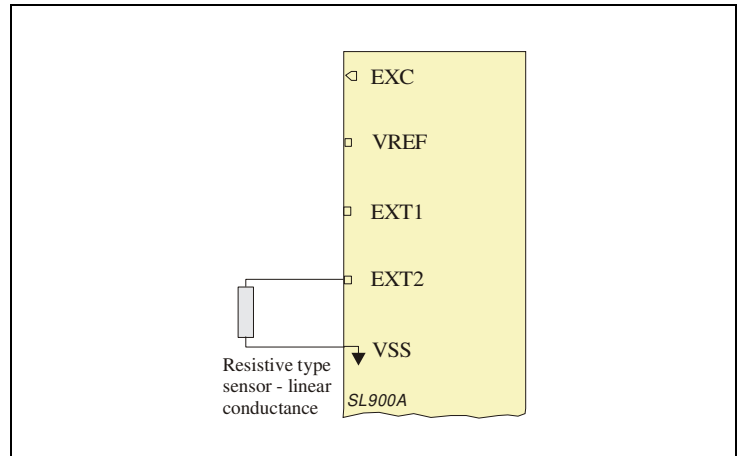 EXC
VREF
EXT1
EXT2
VSS
Resistive type
sensor - linear
conductance
SL900A